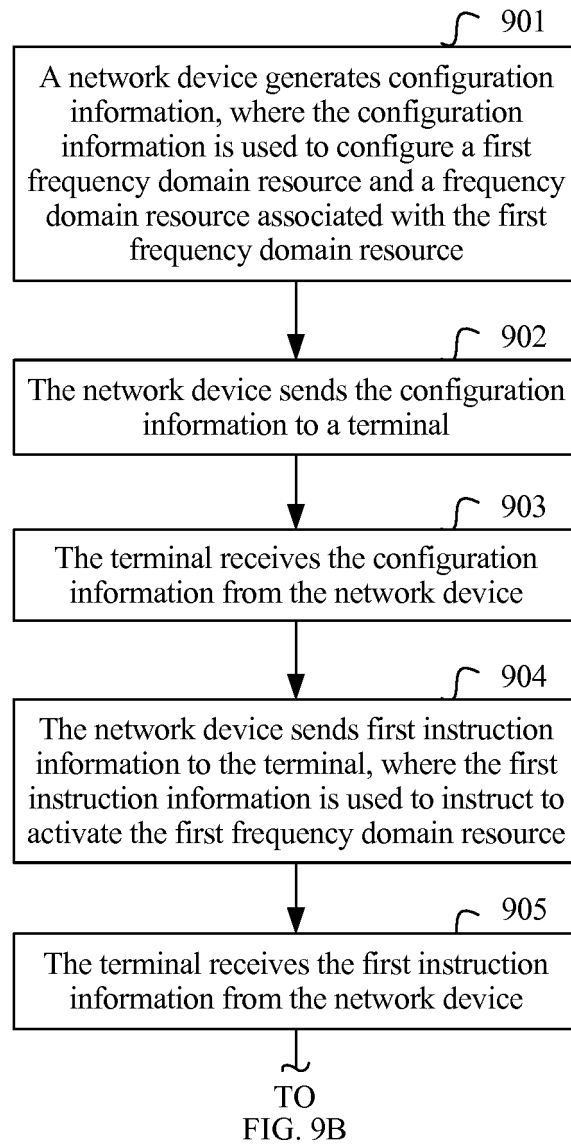 901
A network device generates configuration
information, where the configuration
information is used to configure a first
frequency domain resource and a frequency
domain resource associated with the first
frequency domain resource
902
The network device sends the configuration
information to a terminal
903
The terminal receives the configuration
information from the network device
904
The network device sends first instruction
information to the terminal, where the first
instruction information is used to instruct to
activate the first frequency domain resource
905
The terminal receives the first instruction
information from the network device
TO
FIG. 9B